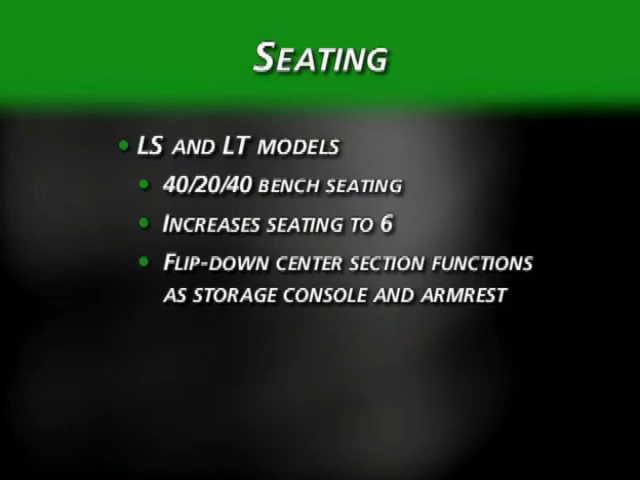 SEATING
• LS AND LT MODELS
• 40/20/40 BENCH SEATING
• INCREASES SEATING TO 6
• FLIP-DOWN CENTER SECTION FUNCTIONS
AS STORAGE CONSOLE AND ARMREST